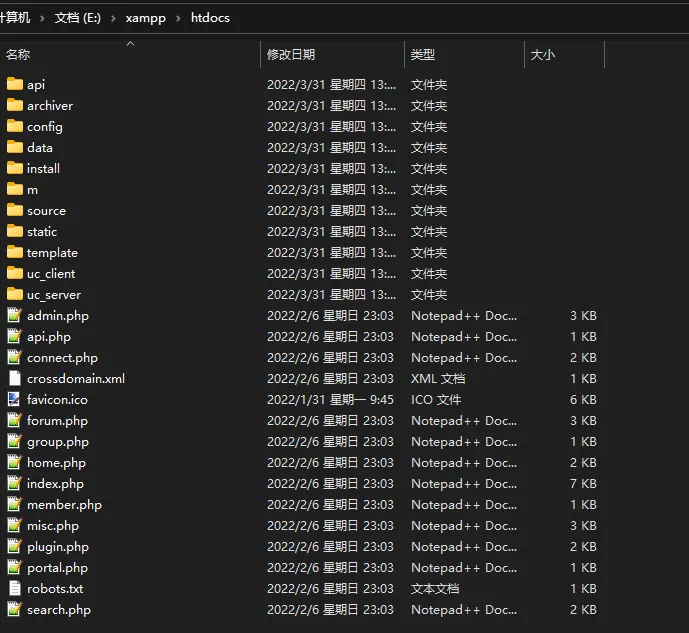 计算机 › 文档 (E:) › xampp › htdocs
名称 修改日期 类型 大小
api 2022/3/31 星期四 13:... 文件夹
archiver 2022/3/31 星期四 13:... 文件夹
config 2022/3/31 星期四 13:... 文件夹
data 2022/3/31 星期四 13:... 文件夹
install 2022/3/31 星期四 13:... 文件夹
m 2022/3/31 星期四 13:... 文件夹
source 2022/3/31 星期四 13:... 文件夹
static 2022/3/31 星期四 13:... 文件夹
template 2022/3/31 星期四 13:... 文件夹
uc_client 2022/3/31 星期四 13:... 文件夹
uc_server 2022/3/31 星期四 13:... 文件夹
admin.php 2022/2/6 星期日 23:03 Notepad++ Doc... 3 KB
api.php 2022/2/6 星期日 23:03 Notepad++ Doc... 1 KB
connect.php 2022/2/6 星期日 23:03 Notepad++ Doc... 2 KB
crossdomain.xml 2022/2/6 星期日 23:03 XML 文档 1 KB
favicon.ico 2022/1/31 星期一 9:45 ICO 文件 6 KB
forum.php 2022/2/6 星期日 23:03 Notepad++ Doc... 3 KB
group.php 2022/2/6 星期日 23:03 Notepad++ Doc... 1 KB
home.php 2022/2/6 星期日 23:03 Notepad++ Doc... 2 KB
index.php 2022/2/6 星期日 23:03 Notepad++ Doc... 7 KB
member.php 2022/2/6 星期日 23:03 Notepad++ Doc... 1 KB
misc.php 2022/2/6 星期日 23:03 Notepad++ Doc... 3 KB
plugin.php 2022/2/6 星期日 23:03 Notepad++ Doc... 2 KB
portal.php 2022/2/6 星期日 23:03 Notepad++ Doc... 1 KB
robots.txt 2022/2/6 星期日 23:03 文本文档 1 KB
search.php 2022/2/6 星期日 23:03 Notepad++ Doc... 2 KB